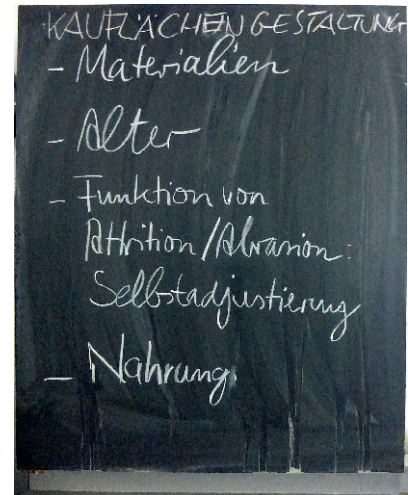 KAUFLÄCHENGESTALTUNG
- Materialien
- Alter
- Funktion von
Attrition/Abrasion:
Selbstadjustierung
- Nahrung